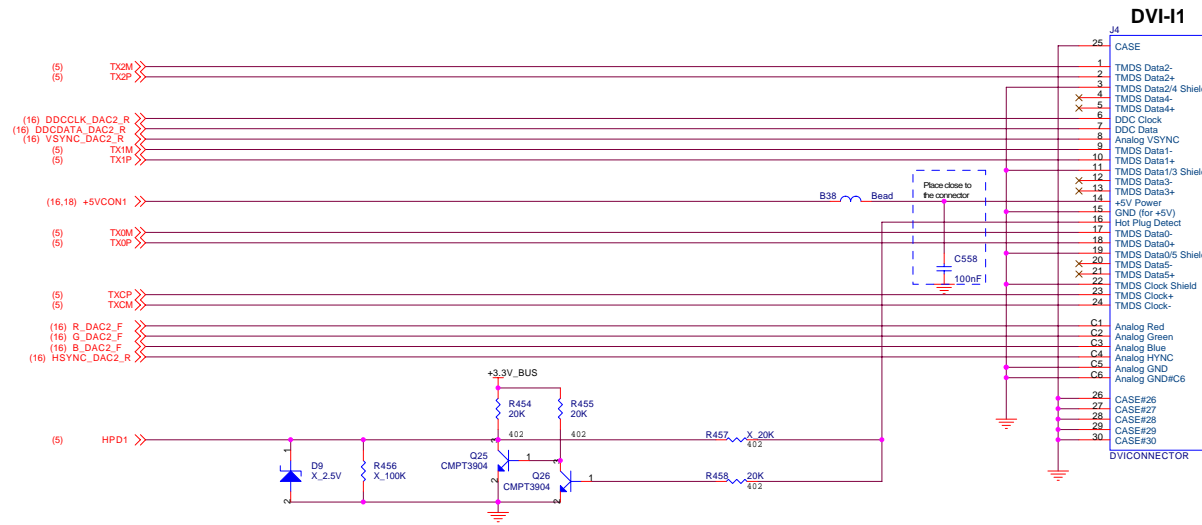 DVI-I1
J4
25 CASE
(5) TX2M 1 TMDS Data2-
(5) TX2P 2 TMDS Data2+
3 TMDS Data2/4 Shield
4 TMDS Data4-
5 TMDS Data4+
(16) DDCCLK_DAC2_R 6 DDC Clock
(16) DDCDATA_DAC2_R 7 DDC Data
(16) VSYNC_DAC2_R 8 Analog VSYNC
(5) TX1M 9 TMDS Data1-
(5) TX1P 10 TMDS Data1+
11 TMDS Data1/3 Shield
12 TMDS Data3-
13 TMDS Data3+
Place close to
the connector
(16,18) +5VCON1 B38 Bead 14 +5V Power
15 GND (for +5V)
16 Hot Plug Detect
(5) TX0M 17 TMDS Data0-
(5) TX0P 18 TMDS Data0+
19 TMDS Data0/5 Shield
C558 20 TMDS Data5-
100nF 21 TMDS Data5+
22 TMDS Clock Shield
(5) TXCP 23 TMDS Clock+
(5) TXCM 24 TMDS Clock-
(16) R_DAC2_F C1 Analog Red
(16) G_DAC2_F C2 Analog Green
(16) B_DAC2_F C3 Analog Blue
(16) HSYNC_DAC2_R C4 Analog HYNC
C5 Analog GND
C6 Analog GND#C6
+3.3V_BUS
26 CASE#26
27 CASE#27
28 CASE#28
29 CASE#29
30 CASE#30
DVICONNECTOR
R454
20K
402
R455
20K
402
(5) HPD1
R457 X_20K
402
1
D9
X_2.5V
2
R456
X_100K
3
Q25
CMPT3904
1
2
3
Q26
CMPT3904
1
2
R458 20K
402